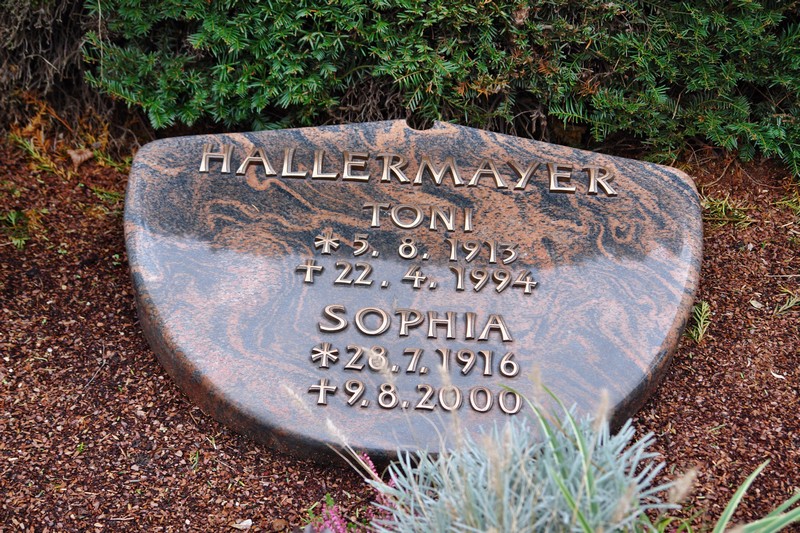 HALLERMAYER
TONI
* 5. 8. 1913
† 22. 4. 1994
SOPHIA
* 28.7.1916
† 9.8.2000